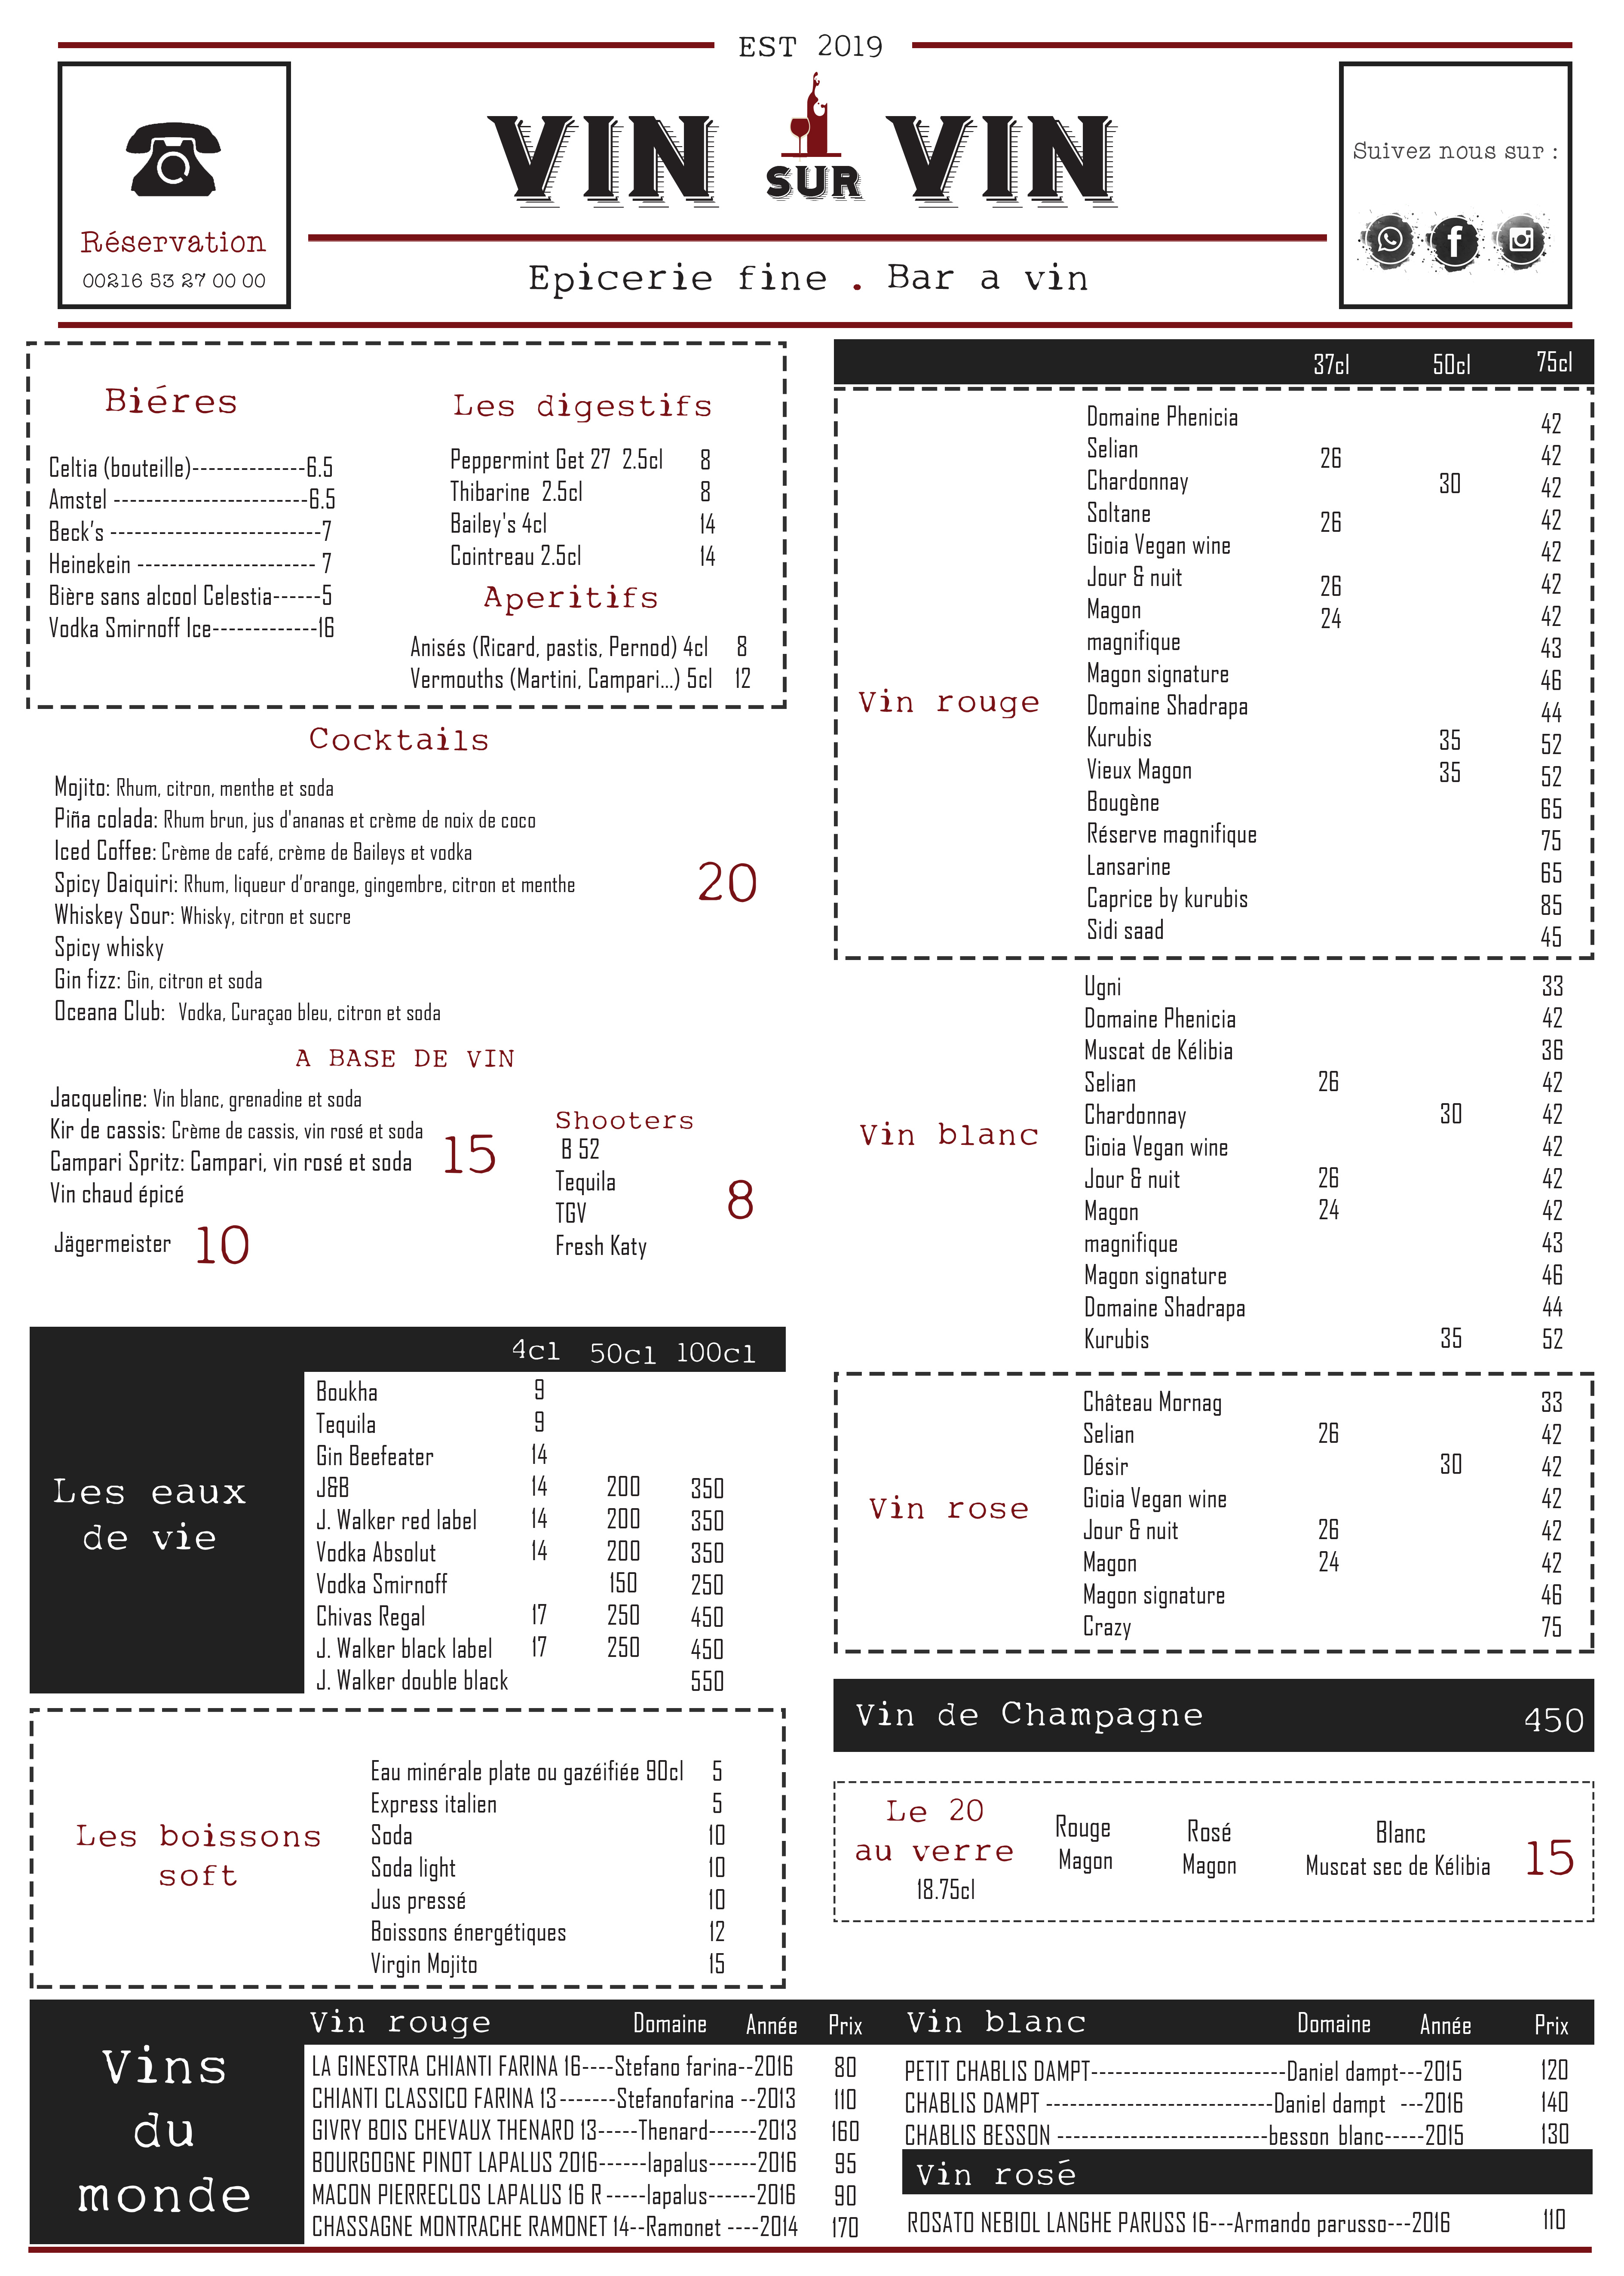 EST 2019
VIN SUR VIN
Epicerie fine . Bar a vin
Réservation
00216 53 27 00 00
Suivez nous sur :
Biéres
Celtia (bouteille)--------------6.5
Amstel ------------------------6.5
Beck's --------------------------7
Heinekein ---------------------- 7
Bière sans alcool Celestia------5
Vodka Smirnoff Ice-------------16
Les digestifs
Peppermint Get 27 2.5cl 8
Thibarine 2.5cl 8
Bailey's 4cl 14
Cointreau 2.5cl 14
Aperitifs
Anisés (Ricard, pastis, Pernod) 4cl 8
Vermouths (Martini, Campari...) 5cl 12
Cocktails
Mojito: Rhum, citron, menthe et soda
Piña colada: Rhum brun, jus d'ananas et crème de noix de coco
Iced Coffee: Crème de café, crème de Baileys et vodka
Spicy Daiquiri: Rhum, liqueur d'orange, gingembre, citron et menthe
20
Whiskey Sour: Whisky, citron et sucre
Spicy whisky
Gin fizz: Gin, citron et soda
Oceana Club: Vodka, Curaçao bleu, citron et soda
A BASE DE VIN
Jacqueline: Vin blanc, grenadine et soda
Kir de cassis: Crème de cassis, vin rosé et soda
Campari Spritz: Campari, vin rosé et soda
15
Vin chaud épicé
Jägermeister 10
Shooters
B 52
Tequila
TGV
8
Fresh Katy
4cl 50cl 100cl
Les eaux
de vie
Boukha 9
Tequila 9
Gin Beefeater 14
J&B 14 200 350
J. Walker red label 14 200 350
Vodka Absolut 14 200 350
Vodka Smirnoff 150 250
Chivas Regal 17 250 450
J. Walker black label 17 250 450
J. Walker double black 550
Les boissons
soft
Eau minérale plate ou gazéifiée 90cl 5
Express italien 5
Soda 10
Soda light 10
Jus pressé 10
Boissons énergétiques 12
Virgin Mojito 15
37cl 50cl 75cl
Vin rouge
Domaine Phenicia 42
Selian 26 42
Chardonnay 30 42
Soltane 26 42
Gioia Vegan wine 42
Jour & nuit 26 42
Magon 24 42
magnifique 43
Magon signature 46
Domaine Shadrapa 44
Kurubis 35 52
Vieux Magon 35 52
Bougène 65
Réserve magnifique 75
Lansarine 65
Caprice by kurubis 85
Sidi saad 45
Vin blanc
Ugni 33
Domaine Phenicia 42
Muscat de Kélibia 36
Selian 26 42
Chardonnay 30 42
Gioia Vegan wine 42
Jour & nuit 26 42
Magon 24 42
magnifique 43
Magon signature 46
Domaine Shadrapa 44
Kurubis 35 52
Vin rose
Château Mornag 33
Selian 26 42
Désir 30 42
Gioia Vegan wine 42
Jour & nuit 26 42
Magon 24 42
Magon signature 46
Crazy 75
Vin de Champagne 450
Le 20
au verre
18.75cl
Rouge
Magon
Rosé
Magon
Blanc
Muscat sec de Kélibia
15
Vins
du
monde
Vin rouge Domaine Année Prix
LA GINESTRA CHIANTI FARINA 16----Stefano farina--2016 80
CHIANTI CLASSICO FARINA 13-------Stefanofarina --2013 110
GIVRY BOIS CHEVAUX THENARD 13-----Thenard------2013 160
BOURGOGNE PINOT LAPALUS 2016------lapalus------2016 95
MACON PIERRECLOS LAPALUS 16 R-----lapalus------2016 90
CHASSAGNE MONTRACHE RAMONET 14--Ramonet ----2014 170
Vin blanc Domaine Année Prix
PETIT CHABLIS DAMPT------------------------Daniel dampt---2015 120
CHABLIS DAMPT ----------------------------Daniel dampt ---2016 140
CHABLIS BESSON --------------------------besson blanc-----2015 130
Vin rosé
ROSATO NEBIOL LANGHE PARUSS 16---Armando parusso---2016 110